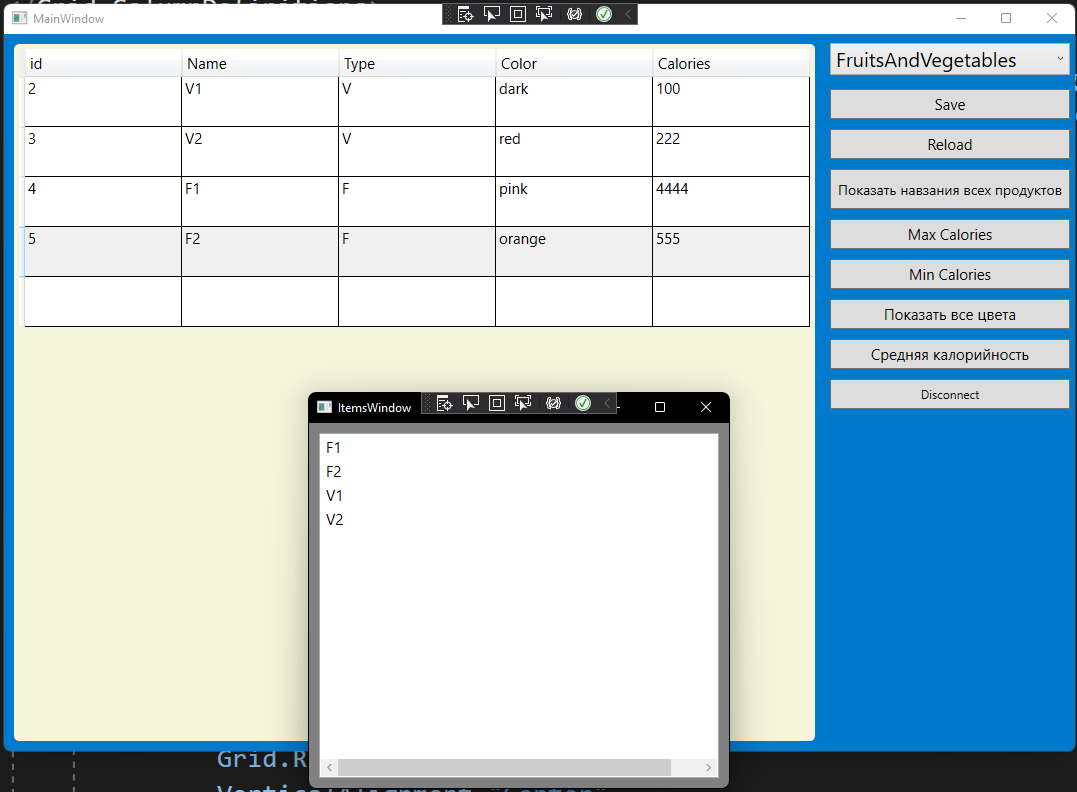 MainWindow
id Name Type Color Calories
2 V1 V dark 100
3 V2 V red 222
4 F1 F pink 4444
5 F2 F orange 555
FruitsAndVegetables
Save
Reload
Показать навзания всех продуктов
Max Calories
Min Calories
Показать все цвета
Средняя калорийность
Disconnect
ItemsWindow
F1
F2
V1
V2
Grid.R